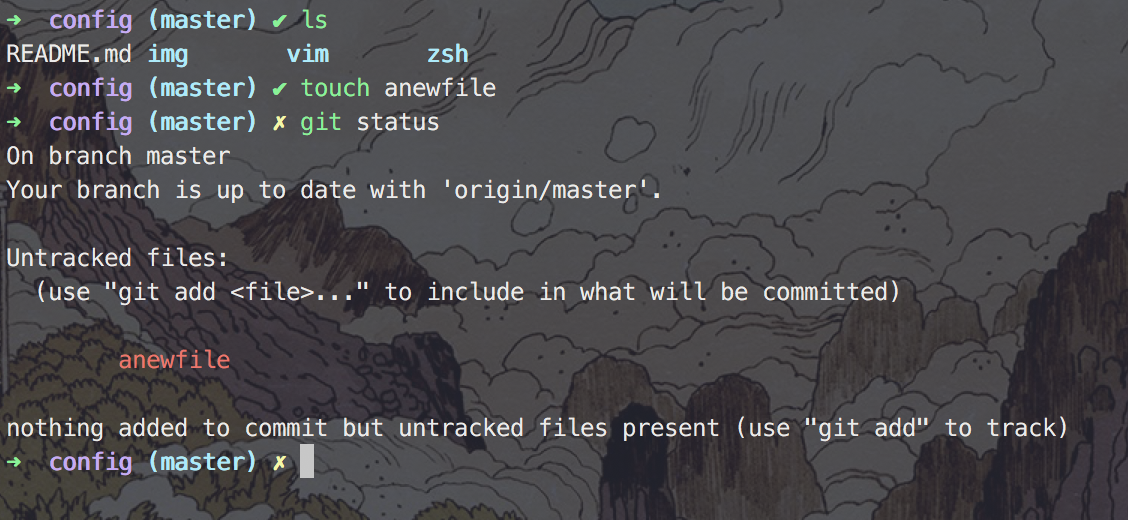 ➜  config (master) ✔ ls
README.md img       vim       zsh
➜  config (master) ✔ touch anewfile
➜  config (master) ✗ git status
On branch master
Your branch is up to date with 'origin/master'.

Untracked files:
  (use "git add <file>..." to include in what will be committed)

        anewfile

nothing added to commit but untracked files present (use "git add" to track)
➜  config (master) ✗